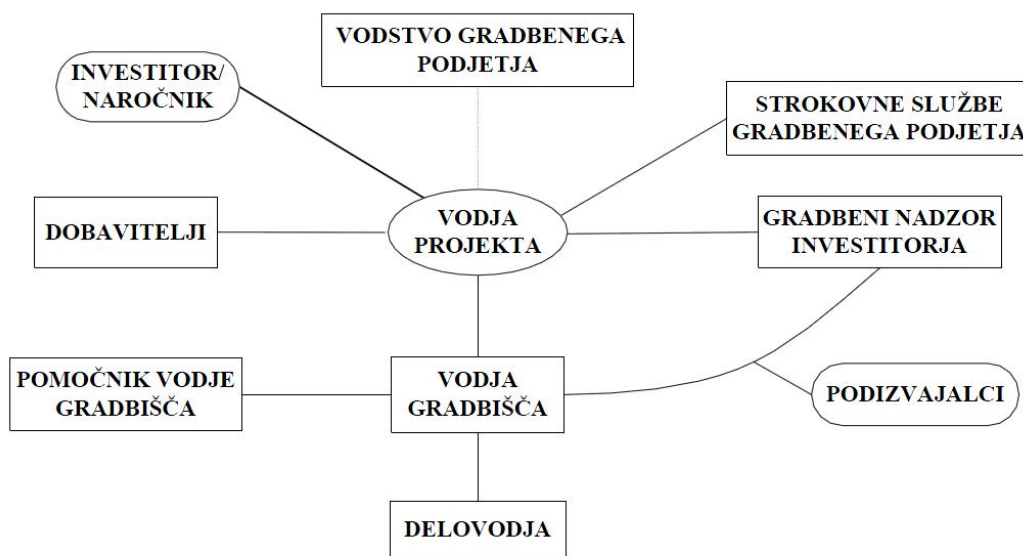 VODSTVO GRADBENEGA
PODJETJA
INVESTITOR/
NAROČNIK
STROKOVNE SLUŽBE
GRADBENEGA PODJETJA
DOBAVITELJI
VODJA
PROJEKTA
GRADBENI NADZOR
INVESTITORJA
POMOČNIK VODJE
GRADBIŠČA
VODJA
GRADBIŠČA
PODIZVAJALCI
DELOVODJA